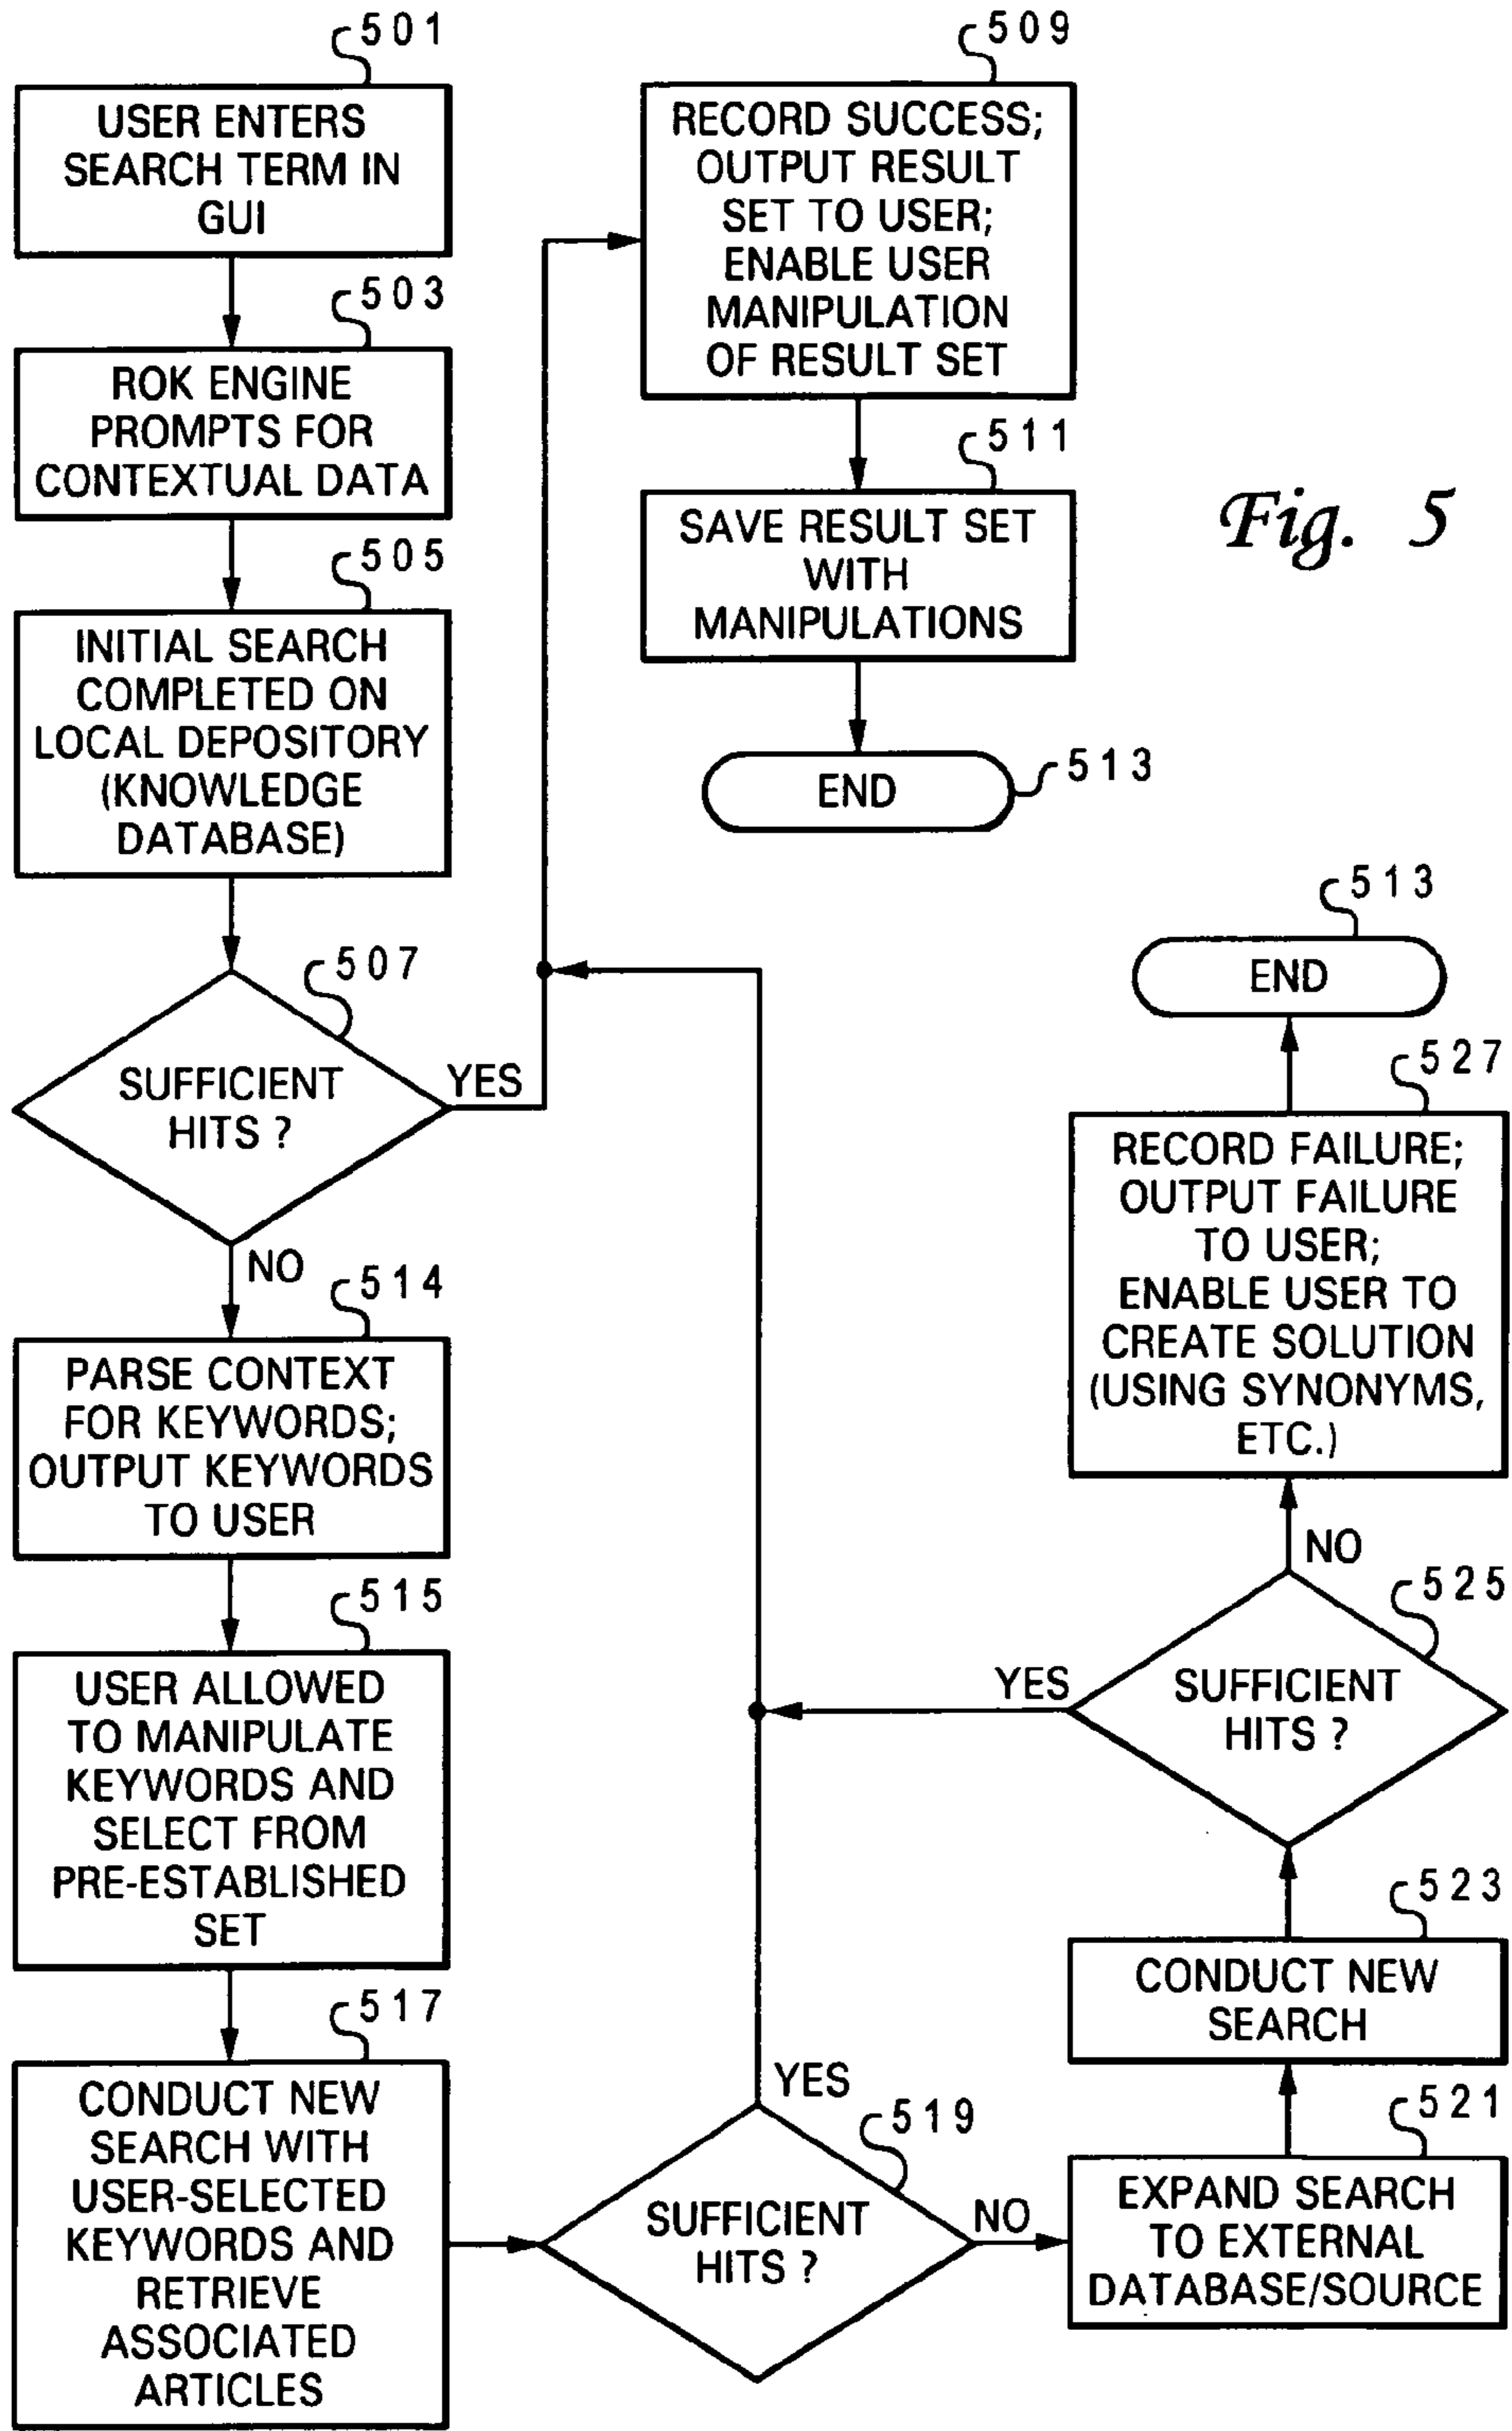 501
USER ENTERS
SEARCH TERM IN
GUI
503
ROK ENGINE
PROMPTS FOR
CONTEXTUAL DATA
505
INITIAL SEARCH
COMPLETED ON
LOCAL DEPOSITORY
(KNOWLEDGE
DATABASE)
507
SUFFICIENT
HITS ?
YES
NO
514
PARSE CONTEXT
FOR KEYWORDS;
OUTPUT KEYWORDS
TO USER
515
USER ALLOWED
TO MANIPULATE
KEYWORDS AND
SELECT FROM
PRE-ESTABLISHED
SET
517
CONDUCT NEW
SEARCH WITH
USER-SELECTED
KEYWORDS AND
RETRIEVE
ASSOCIATED
ARTICLES
509
RECORD SUCCESS;
OUTPUT RESULT
SET TO USER;
ENABLE USER
MANIPULATION
OF RESULT SET
511
SAVE RESULT SET
WITH
MANIPULATIONS
END
513
Fig. 5
YES
519
SUFFICIENT
HITS ?
NO
513
END
527
RECORD FAILURE;
OUTPUT FAILURE
TO USER;
ENABLE USER TO
CREATE SOLUTION
(USING SYNONYMS,
ETC.)
NO
525
YES
SUFFICIENT
HITS ?
523
CONDUCT NEW
SEARCH
521
EXPAND SEARCH
TO EXTERNAL
DATABASE/SOURCE